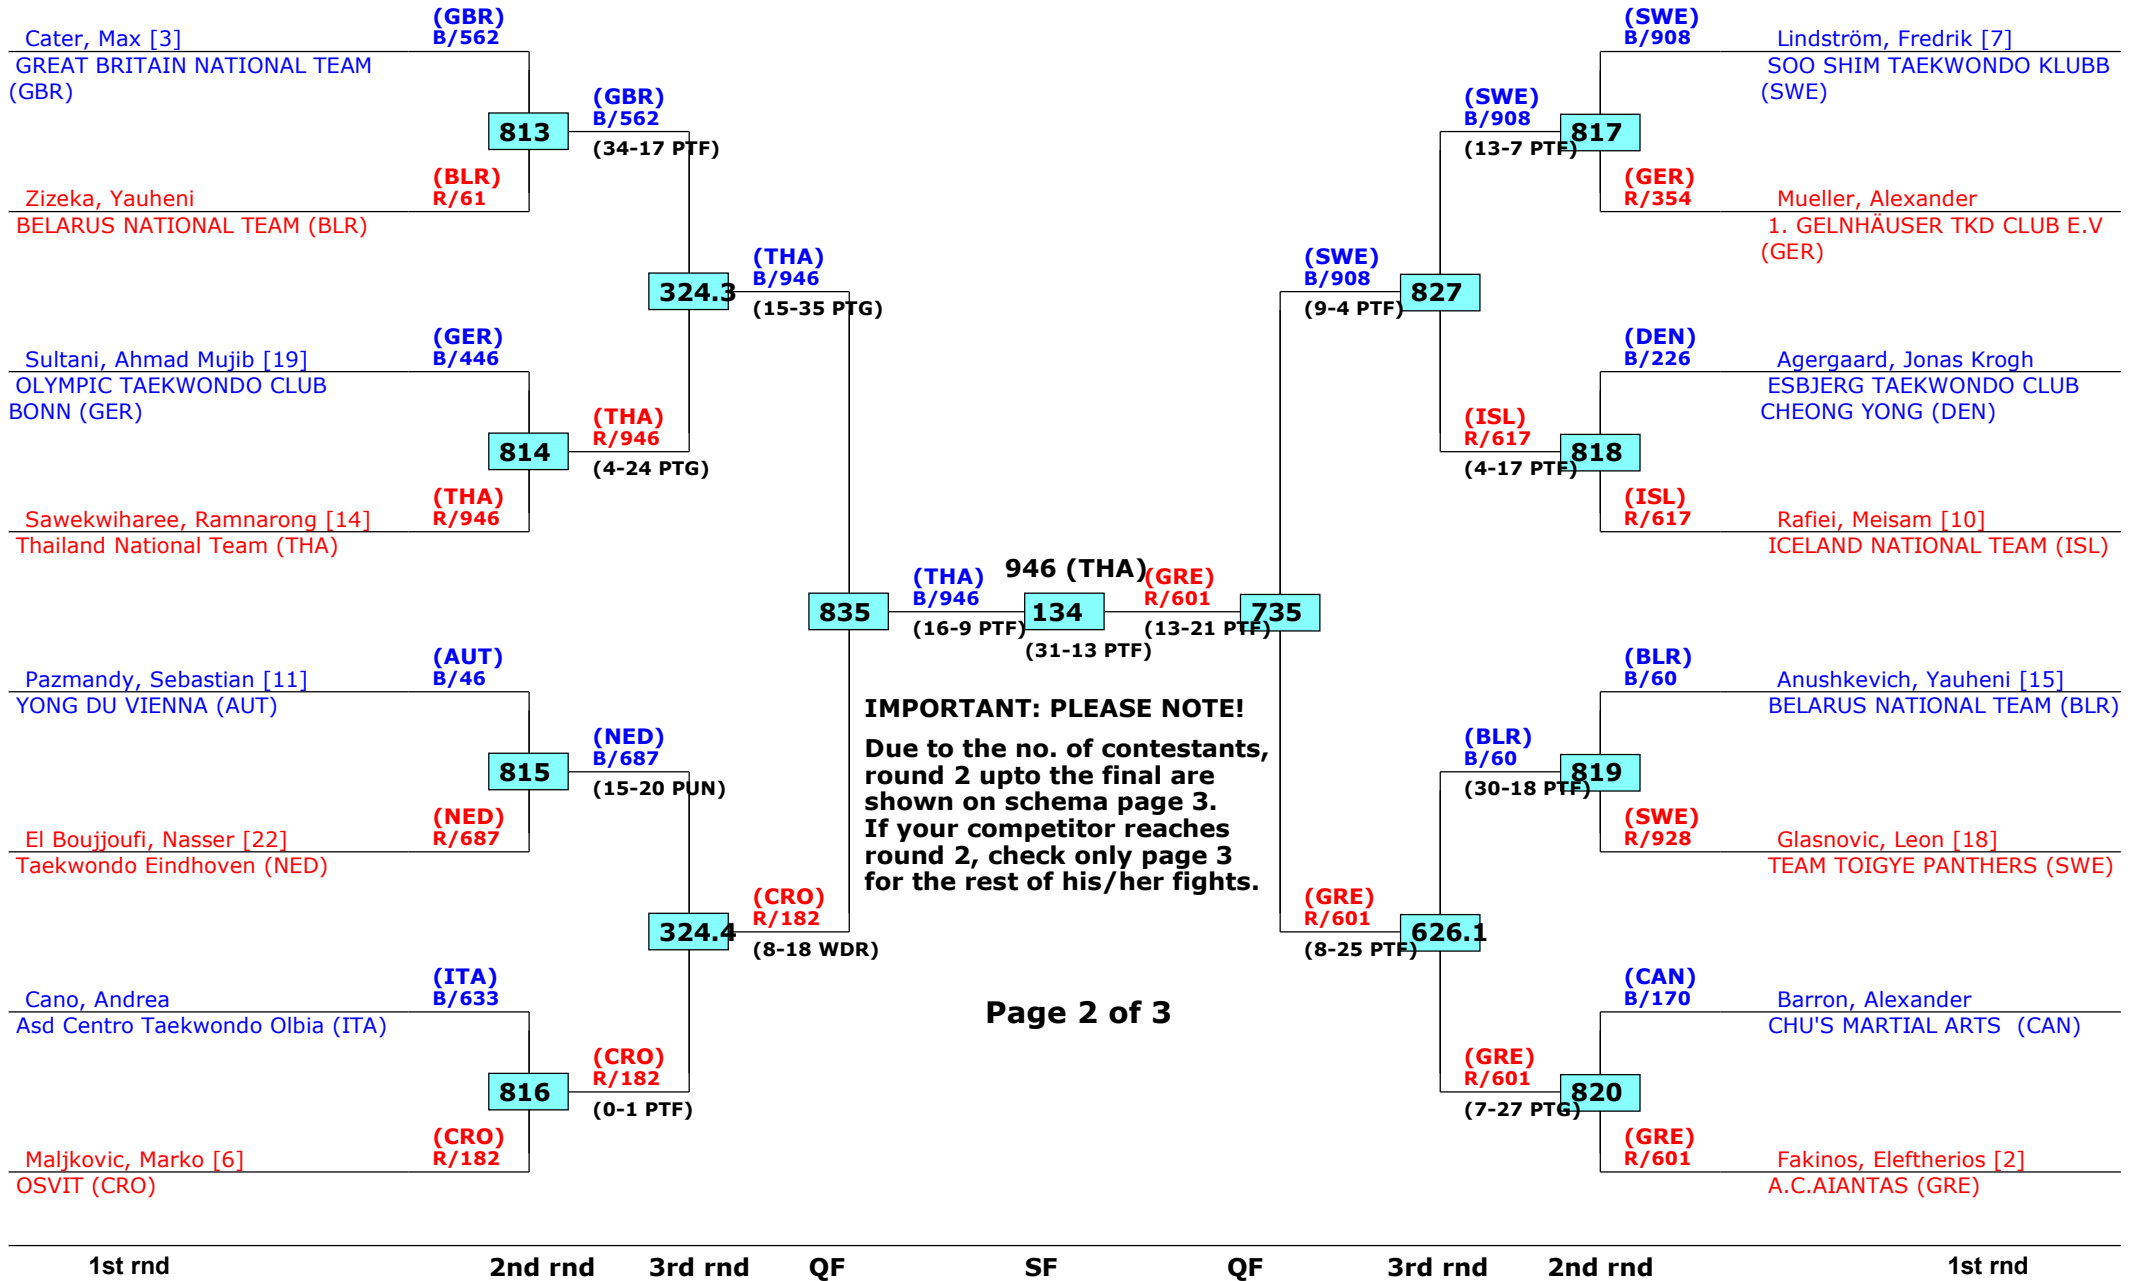 (GBR)
Cater, Max [3] B/562
GREAT BRITAIN NATIONAL TEAM
(GBR)
813
(GBR)
B/562
(34-17 PTF)
(BLR)
Zizeka, Yauheni R/61
BELARUS NATIONAL TEAM (BLR)
324.3
(THA)
B/946
(15-35 PTG)
(GER)
Sultani, Ahmad Mujib [19] B/446
OLYMPIC TAEKWONDO CLUB
BONN (GER)
814
(THA)
R/946
(4-24 PTG)
(THA)
Sawekwiharee, Ramnarong [14] R/946
Thailand National Team (THA)
835
(THA)
B/946
(16-9 PTF)
(AUT)
Pazmandy, Sebastian [11] B/46
YONG DU VIENNA (AUT)
815
(NED)
B/687
(15-20 PUN)
(NED)
El Boujjoufi, Nasser [22] R/687
Taekwondo Eindhoven (NED)
324.4
(CRO)
R/182
(8-18 WDR)
(ITA)
Cano, Andrea B/633
Asd Centro Taekwondo Olbia (ITA)
816
(CRO)
R/182
(0-1 PTF)
(CRO)
Maljkovic, Marko [6] R/182
OSVIT (CRO)
946 (THA)
134
(31-13 PTF)
IMPORTANT: PLEASE NOTE!
Due to the no. of contestants,
round 2 upto the final are
shown on schema page 3.
If your competitor reaches
round 2, check only page 3
for the rest of his/her fights.
Page 2 of 3
(SWE)
B/908 Lindström, Fredrik [7]
SOO SHIM TAEKWONDO KLUBB
(SWE)
(SWE)
B/908
(13-7 PTF)
817
(GER)
R/354 Mueller, Alexander
1. GELNHÄUSER TKD CLUB E.V
(GER)
(SWE)
B/908
(9-4 PTF)
827
(DEN)
B/226 Agergaard, Jonas Krogh
ESBJERG TAEKWONDO CLUB
CHEONG YONG (DEN)
(ISL)
R/617
(4-17 PTF)
818
(ISL)
R/617 Rafiei, Meisam [10]
ICELAND NATIONAL TEAM (ISL)
(GRE)
R/601
(13-21 PTF)
735
(BLR)
B/60 Anushkevich, Yauheni [15]
BELARUS NATIONAL TEAM (BLR)
(BLR)
B/60
(30-18 PTF)
819
(SWE)
R/928 Glasnovic, Leon [18]
TEAM TOIGYE PANTHERS (SWE)
(GRE)
R/601
(8-25 PTF)
626.1
(CAN)
B/170 Barron, Alexander
CHU'S MARTIAL ARTS (CAN)
(GRE)
R/601
(7-27 PTG)
820
(GRE)
R/601 Fakinos, Eleftherios [2]
A.C.AIANTAS (GRE)
1st rnd 2nd rnd 3rd rnd QF SF QF 3rd rnd 2nd rnd 1st rnd